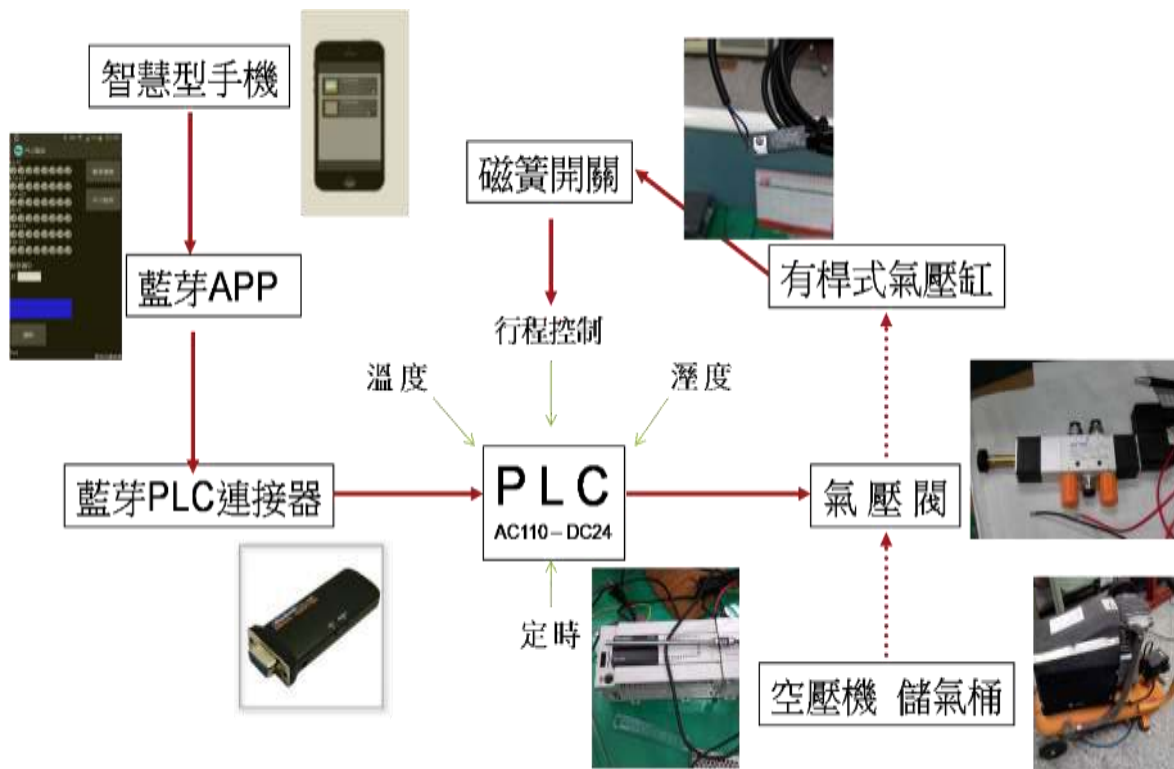 智慧型手機
藍芽APP
藍芽PLC連接器
磁簧開關
行程控制
溫度
溼度
PLC
AC110－DC24
定時
有桿式氣壓缸
氣壓閥
空壓機 儲氣桶